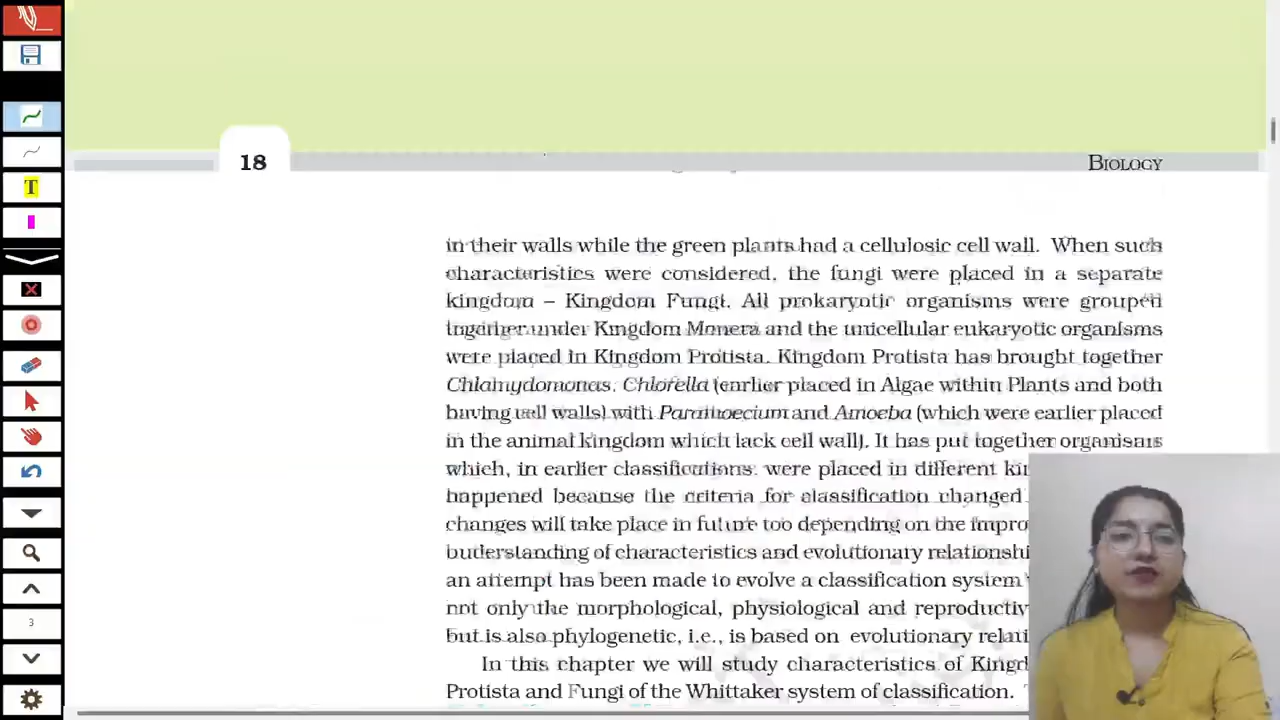 18
BIOLOGY
in their walls while the green plants had a cellulosic cell wall. When such
characteristics were considered, the fungi were placed in a separate
kingdom – Kingdom Fungi. All prokaryotic organisms were grouped
together under Kingdom Monera and the unicellular eukaryotic organisms
were placed in Kingdom Protista. Kingdom Protista has brought together
Chlamydomonas, Chlorella (earlier placed in Algae within Plants and both
having cell walls) with Paramoecium and Amoeba (which were earlier placed
in the animal kingdom which lack cell wall). It has put together organisms
which, in earlier classifications, were placed in different
happened because the criteria for classification changed
changes will take place in future too depending on the
understanding of characteristics and evolutionary
an attempt has been made to evolve a classification system
not only the morphological, physiological and
but is also phylogenetic, i.e., is based on evolutionary
In this chapter we will study characteristics of
Protista and Fungi of the Whittaker system of classification.
T
3